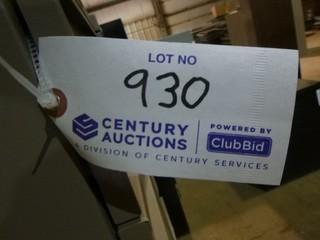 LOT NO
930
CENTURY AUCTIONS
POWERED BY
ClubBid
A DIVISION OF CENTURY SERVICES